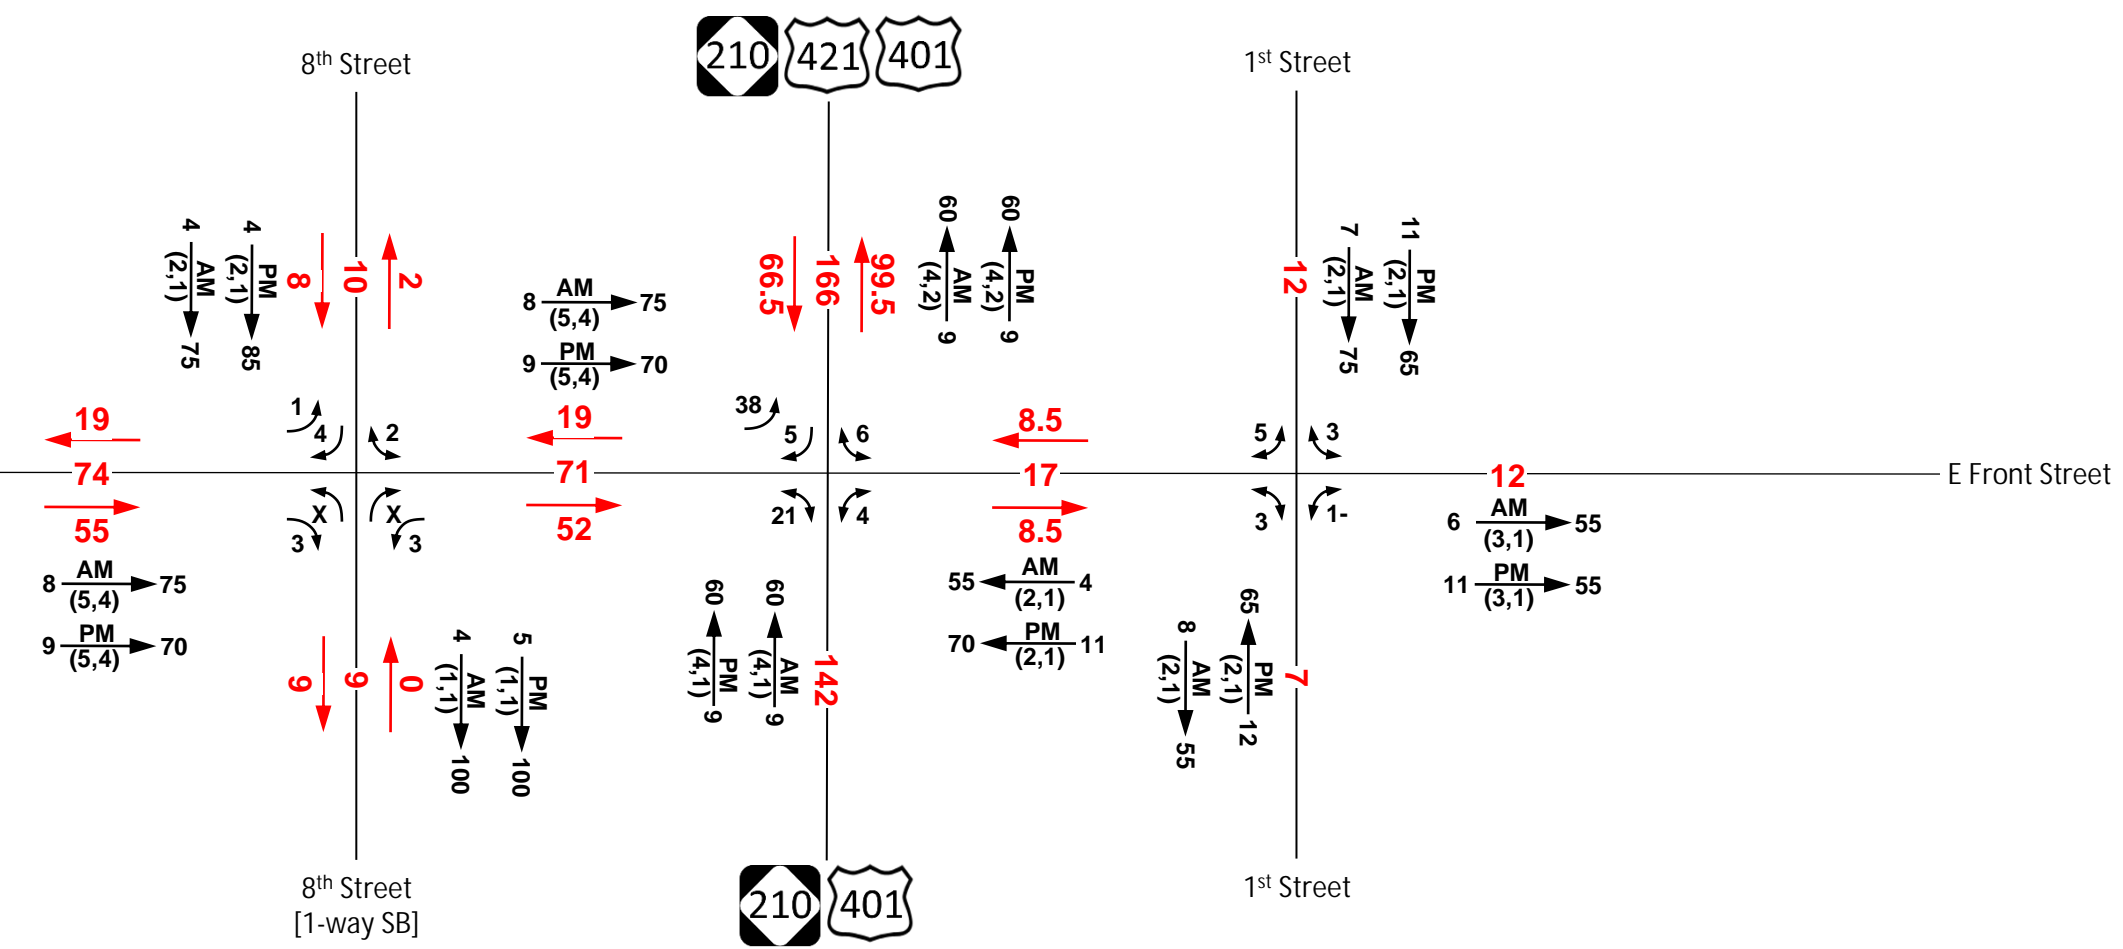 210 421 401
8th Street
1st Street
4 AM (2,1) 75
4 PM (2,1) 85
8
10
2
8 AM (5,4) 75
9 PM (5,4) 70
66.5
166
99.5
60 AM (4,2) 9
60 PM (4,2) 9
12
7 AM (2,1) 75
11 PM (2,1) 65
19
74
55
1
4
2
X
X
3
3
19
71
52
38
5
6
21
4
8.5
17
8.5
5
3
3
1-
12
E Front Street
8 AM (5,4) 75
9 PM (5,4) 70
55 AM (2,1) 4
70 PM (2,1) 11
6 AM (3,1) 55
11 PM (3,1) 55
9
9
0
4 AM (1,1) 100
5 PM (1,1) 100
60 PM (4,1) 9
60 AM (4,1) 9
142
8 AM (2,1) 55
65 PM (2,1) 12
7
8th Street
[1-way SB]
210 401
1st Street